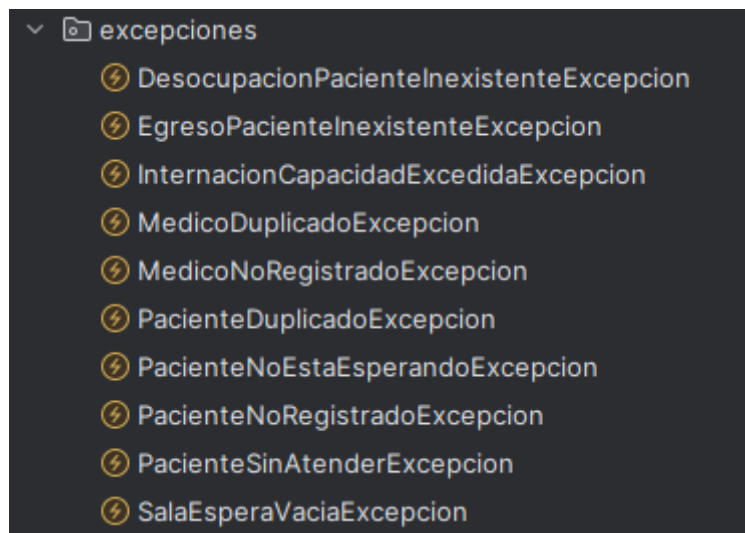 excepciones
DesocupacionPacienteInexistenteExcepcion
EgresoPacienteInexistenteExcepcion
InternacionCapacidadExcedidaExcepcion
MedicoDuplicadoExcepcion
MedicoNoRegistradoExcepcion
PacienteDuplicadoExcepcion
PacienteNoEstaEsperandoExcepcion
PacienteNoRegistradoExcepcion
PacienteSinAtenderExcepcion
SalaEsperaVaciaExcepcion